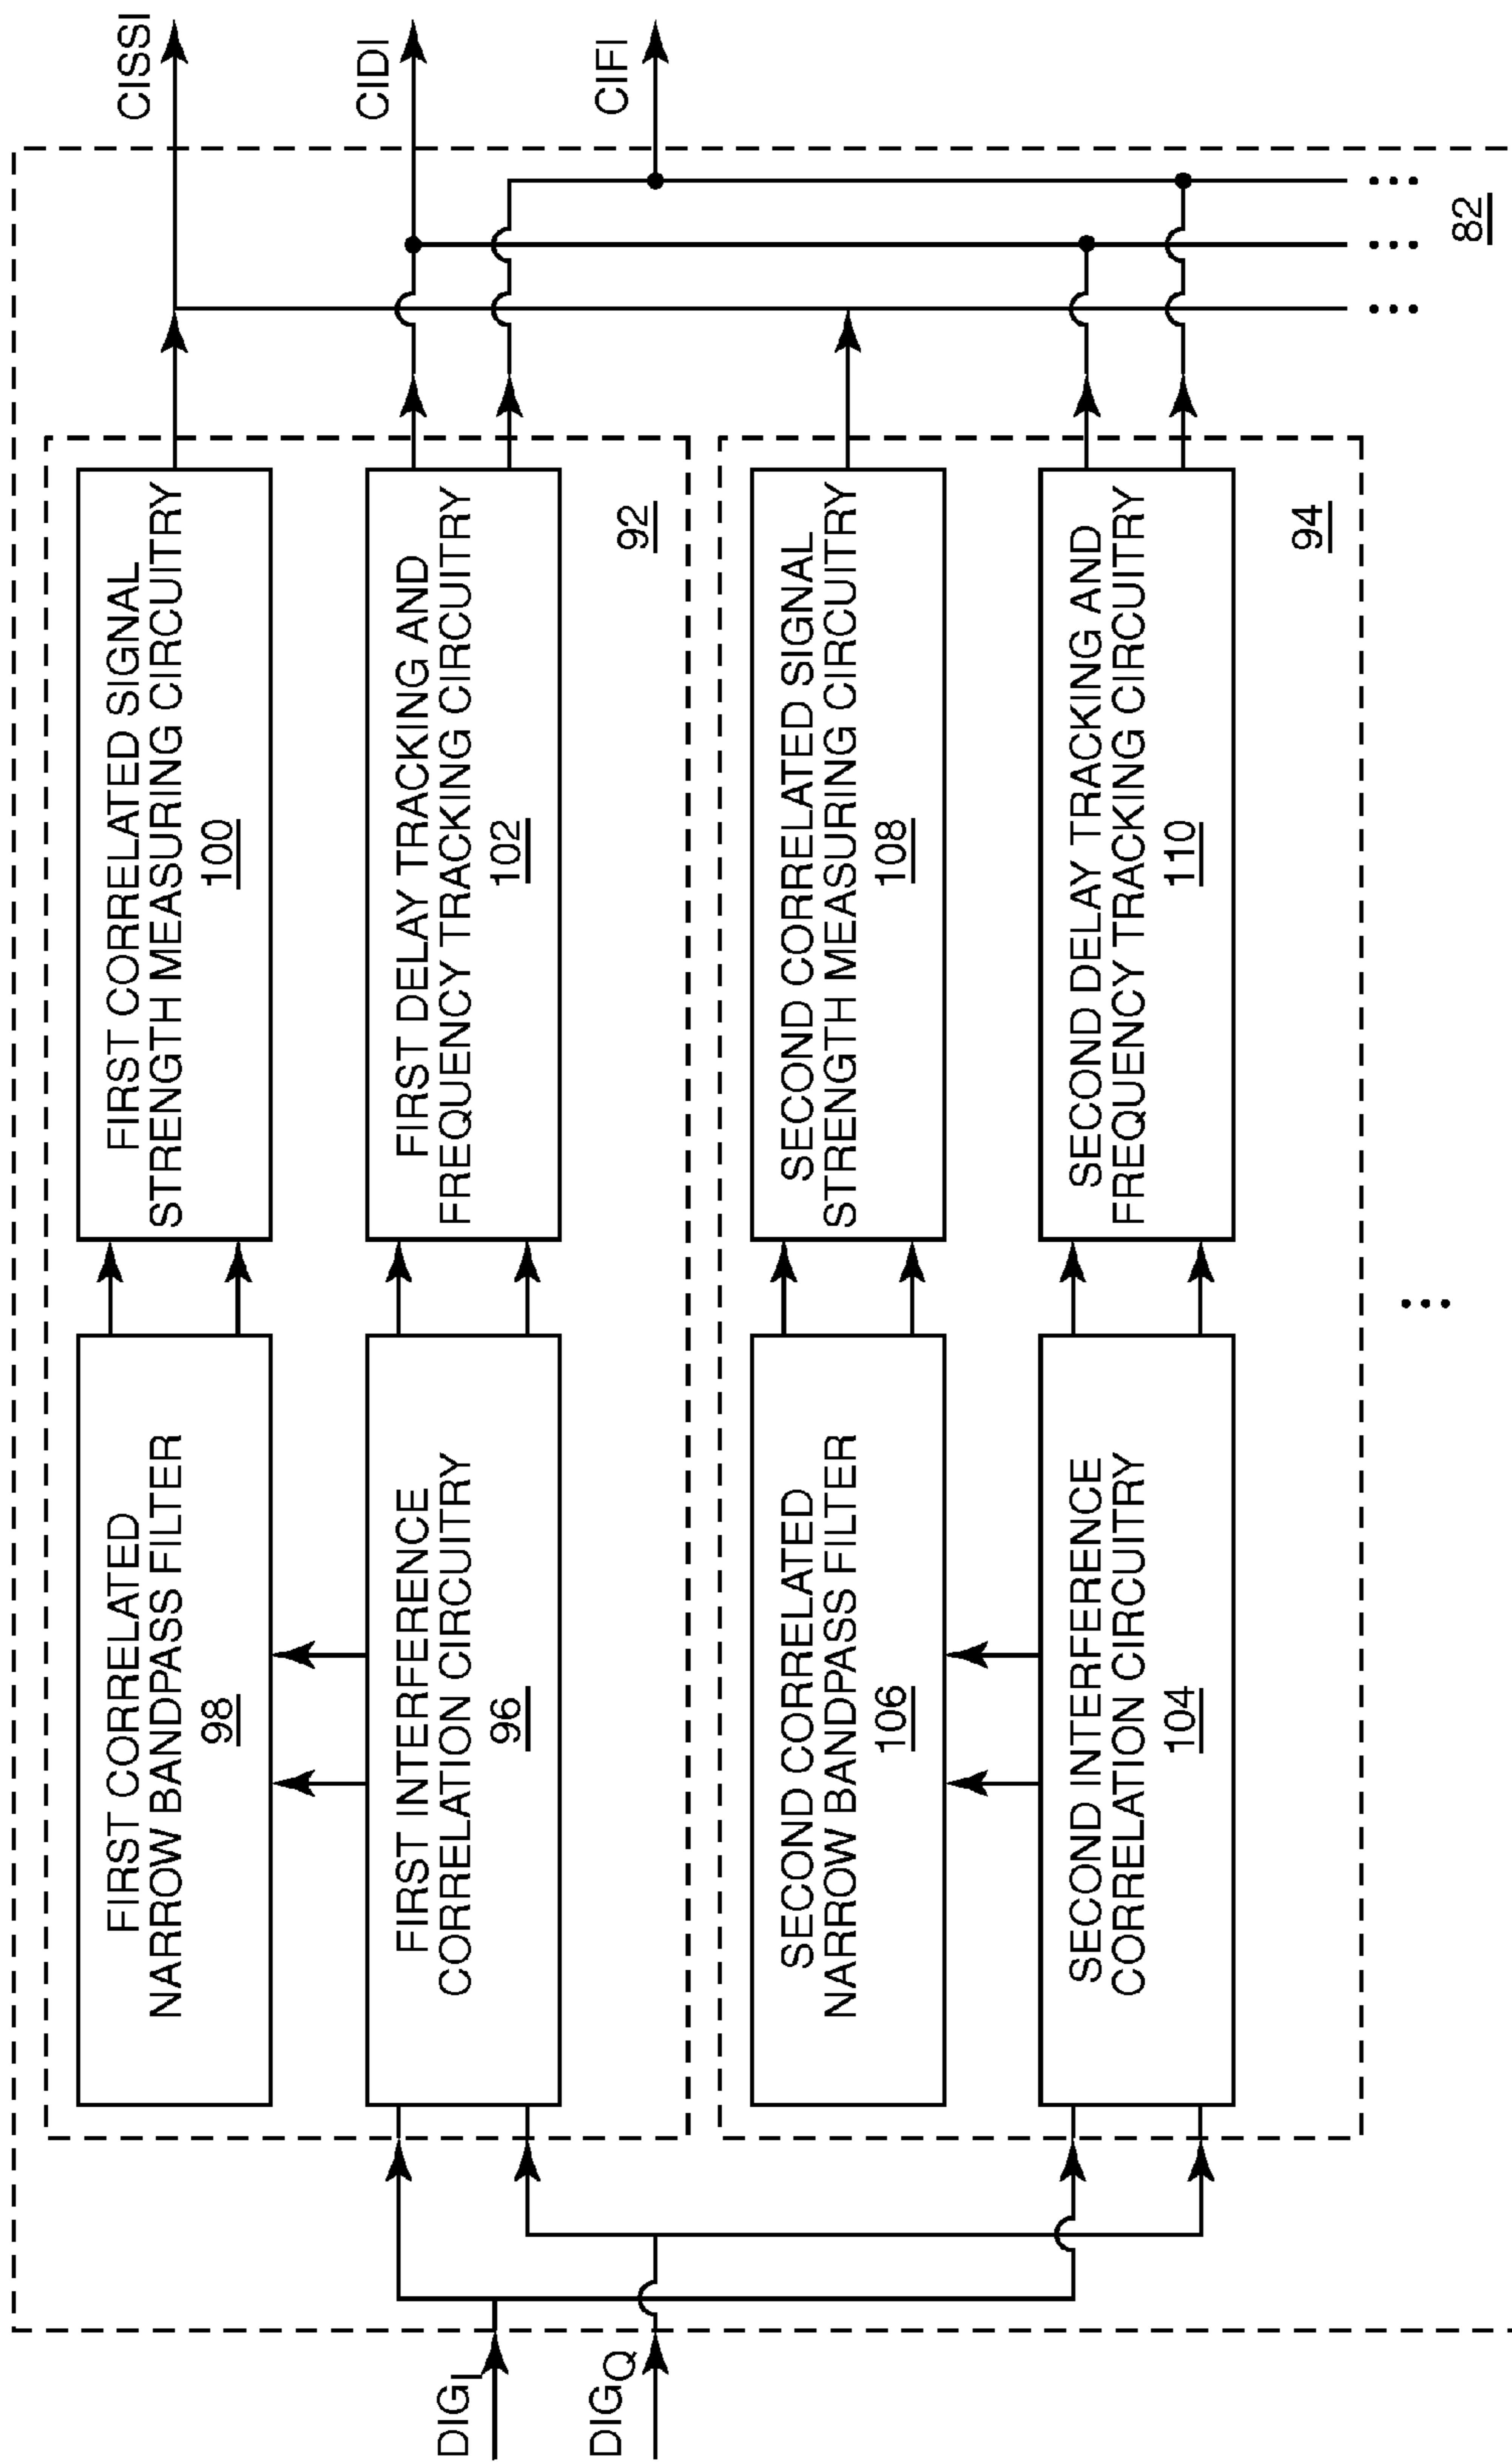 FIRST CORRELATED
NARROW BANDPASS FILTER
98
FIRST CORRELATED SIGNAL
STRENGTH MEASURING CIRCUITRY
100
CISSI
FIRST INTERFERENCE
CORRELATION CIRCUITRY
96
FIRST DELAY TRACKING AND
FREQUENCY TRACKING CIRCUITRY
102
CIDI
DIGI
DIGQ
92
CIFI
SECOND CORRELATED
NARROW BANDPASS FILTER
106
SECOND CORRELATED SIGNAL
STRENGTH MEASURING CIRCUITRY
108
SECOND INTERFERENCE
CORRELATION CIRCUITRY
104
SECOND DELAY TRACKING AND
FREQUENCY TRACKING CIRCUITRY
110
94
...
...
...
...
82